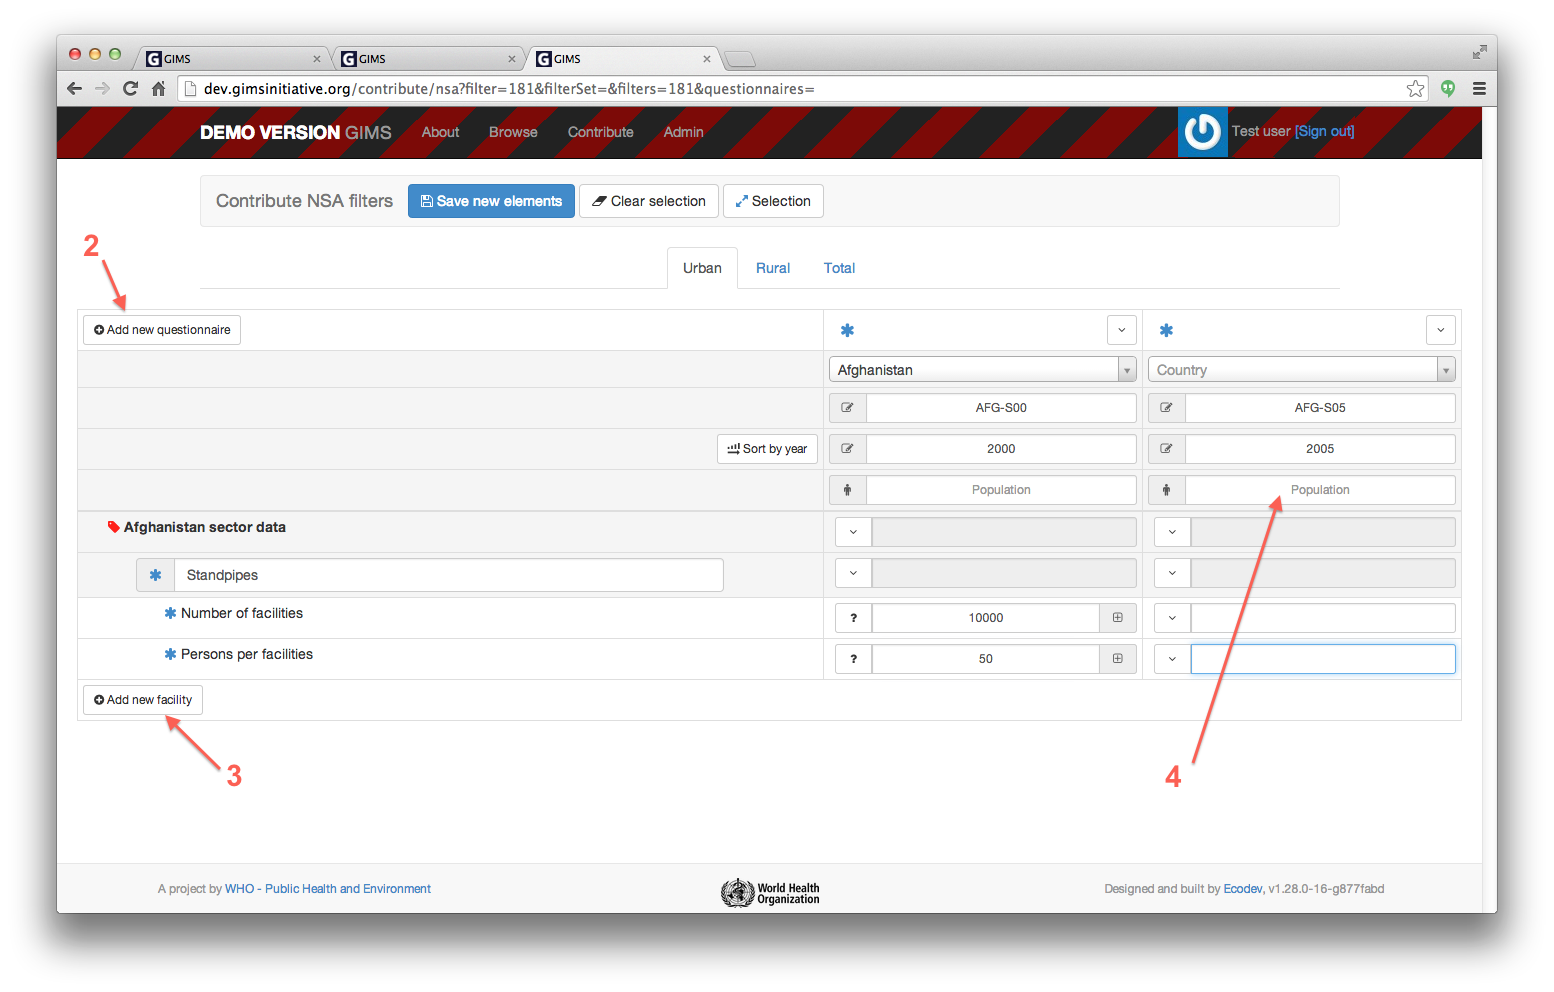 GIMS GIMS GIMS
dev.gimsinitiative.org/contribute/nsa?filter=181&filterSet=&filters=181&questionnaires=
DEMO VERSION GIMS About Browse Contribute Admin Test user [Sign out]
Contribute NSA filters Save new elements Clear selection Selection
2
Urban Rural Total
Add new questionnaire
Afghanistan Country
AFG-S00 AFG-S05
Sort by year 2000 2005
Population Population
Afghanistan sector data
Standpipes
Number of facilities ? 10000
Persons per facilities ? 50
Add new facility
3 4
A project by WHO - Public Health and Environment World Health Organization Designed and built by Ecodev, v1.28.0-16-g877fabd